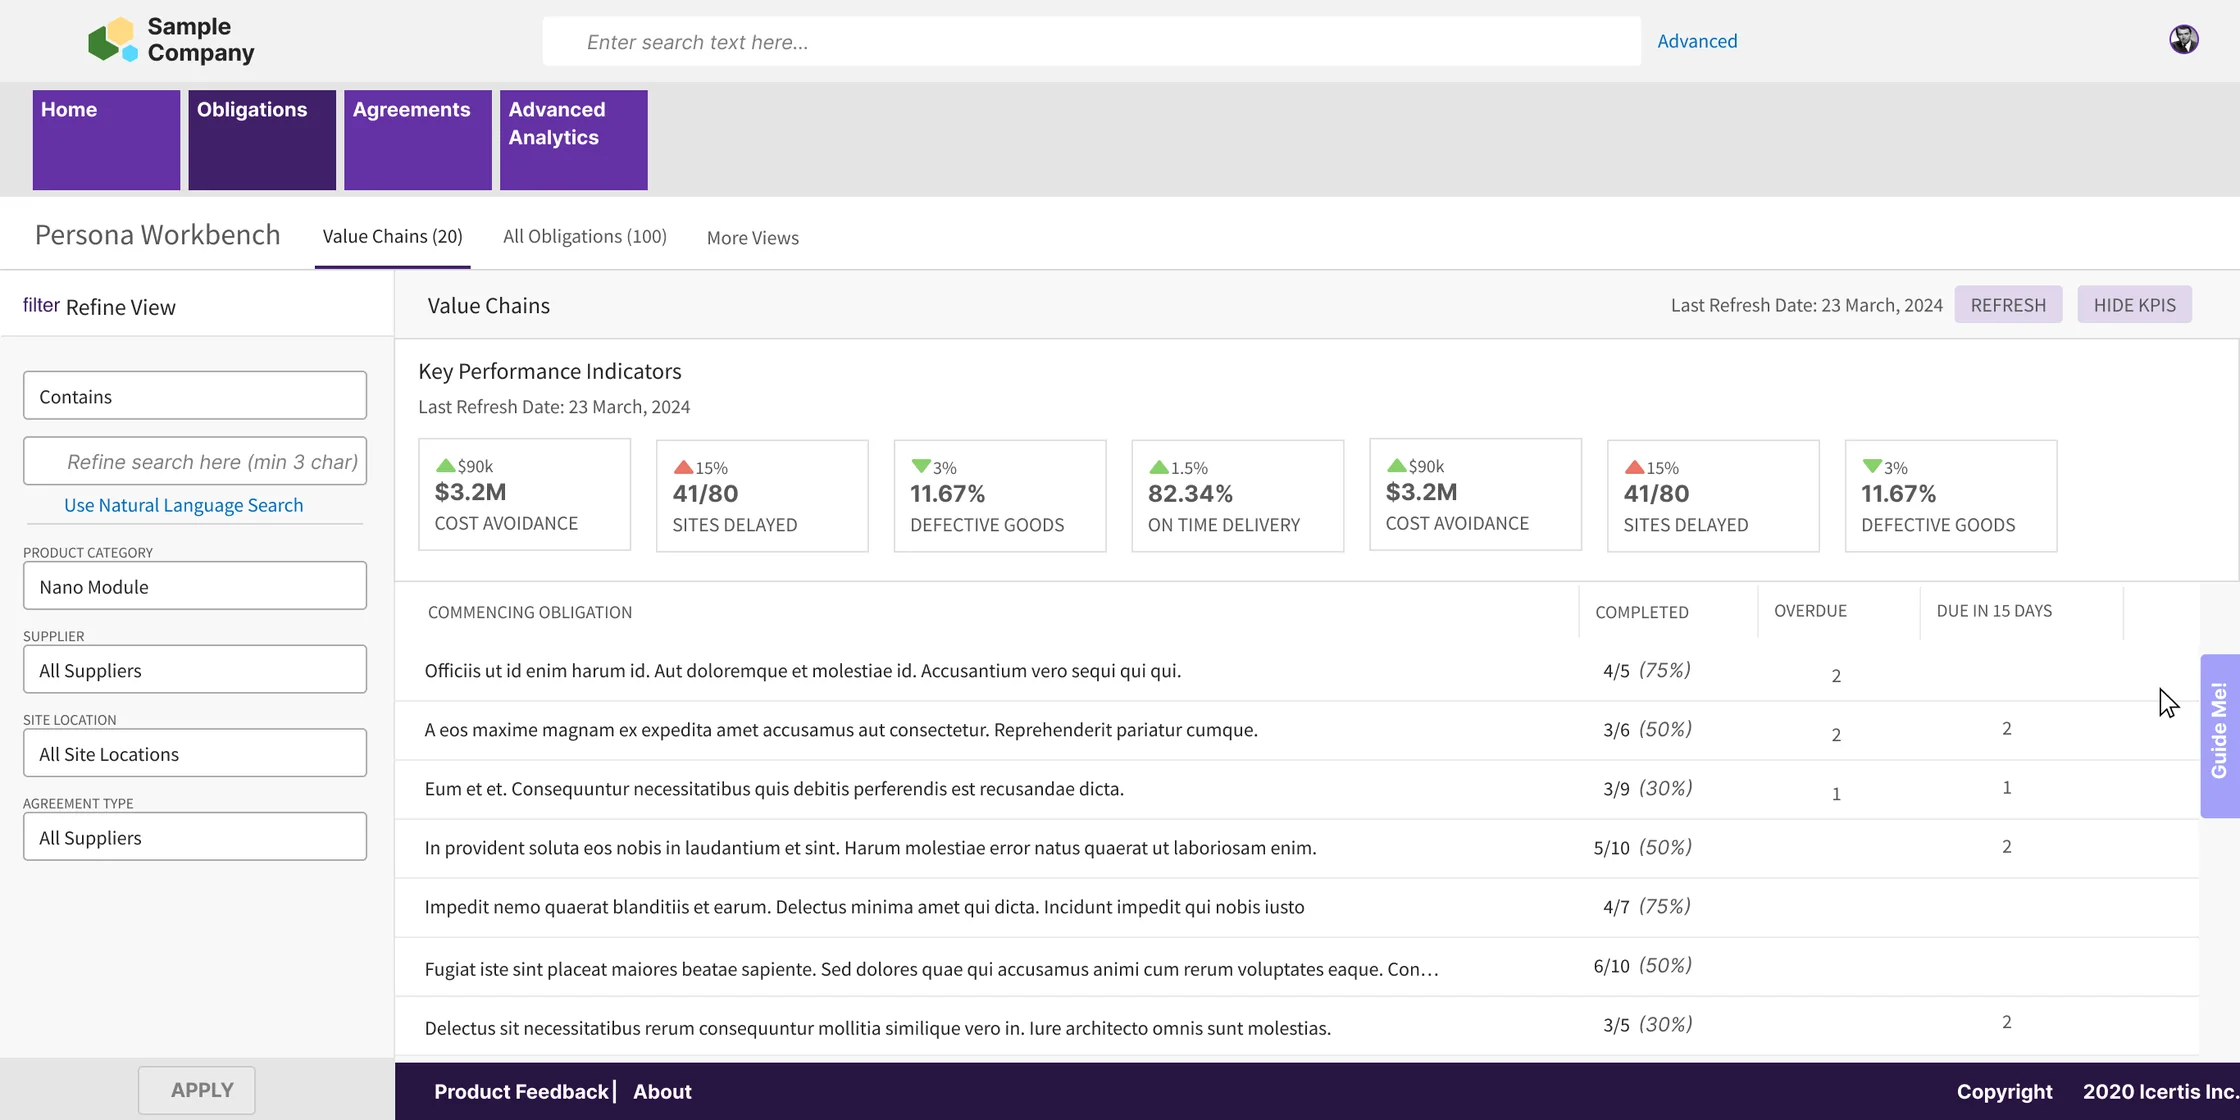 Sample
Company
Enter search text here...
Advanced
Home
Obligations
Agreements
Advanced
Analytics
Persona Workbench
Value Chains (20)
All Obligations (100)
More Views
filter Refine View
Value Chains
Last Refresh Date: 23 March, 2024
REFRESH
HIDE KPIS
Contains
Refine search here (min 3 char)
Use Natural Language Search
PRODUCT CATEGORY
Nano Module
SUPPLIER
All Suppliers
SITE LOCATION
All Site Locations
AGREEMENT TYPE
All Suppliers
APPLY
Key Performance Indicators
Last Refresh Date: 23 March, 2024
$90k
$3.2M
COST AVOIDANCE
15%
41/80
SITES DELAYED
3%
11.67%
DEFECTIVE GOODS
1.5%
82.34%
ON TIME DELIVERY
$90k
$3.2M
COST AVOIDANCE
15%
41/80
SITES DELAYED
3%
11.67%
DEFECTIVE GOODS
COMMENCING OBLIGATION COMPLETED OVERDUE DUE IN 15 DAYS
Officiis ut id enim harum id. Aut doloremque et molestiae id. Accusantium vero sequi qui qui. 4/5 (75%) 2
A eos maxime magnam ex expedita amet accusamus aut consectetur. Reprehenderit pariatur cumque. 3/6 (50%) 2 2
Eum et et. Consequuntur necessitatibus quis debitis perferendis est recusandae dicta. 3/9 (30%) 1 1
In provident soluta eos nobis in laudantium et sint. Harum molestiae error natus quaerat ut laboriosam enim. 5/10 (50%) 2
Impedit nemo quaerat blanditiis et earum. Delectus minima amet qui dicta. Incidunt impedit qui nobis iusto 4/7 (75%)
Fugiat iste sint placeat maiores beatae sapiente. Sed dolores quae qui accusamus animi cum rerum voluptates eaque. Con… 6/10 (50%)
Delectus sit necessitatibus rerum consequuntur mollitia similique vero in. Iure architecto omnis sunt molestias. 3/5 (30%) 2
Guide Me!
Product Feedback| About
Copyright 2020 Icertis Inc.